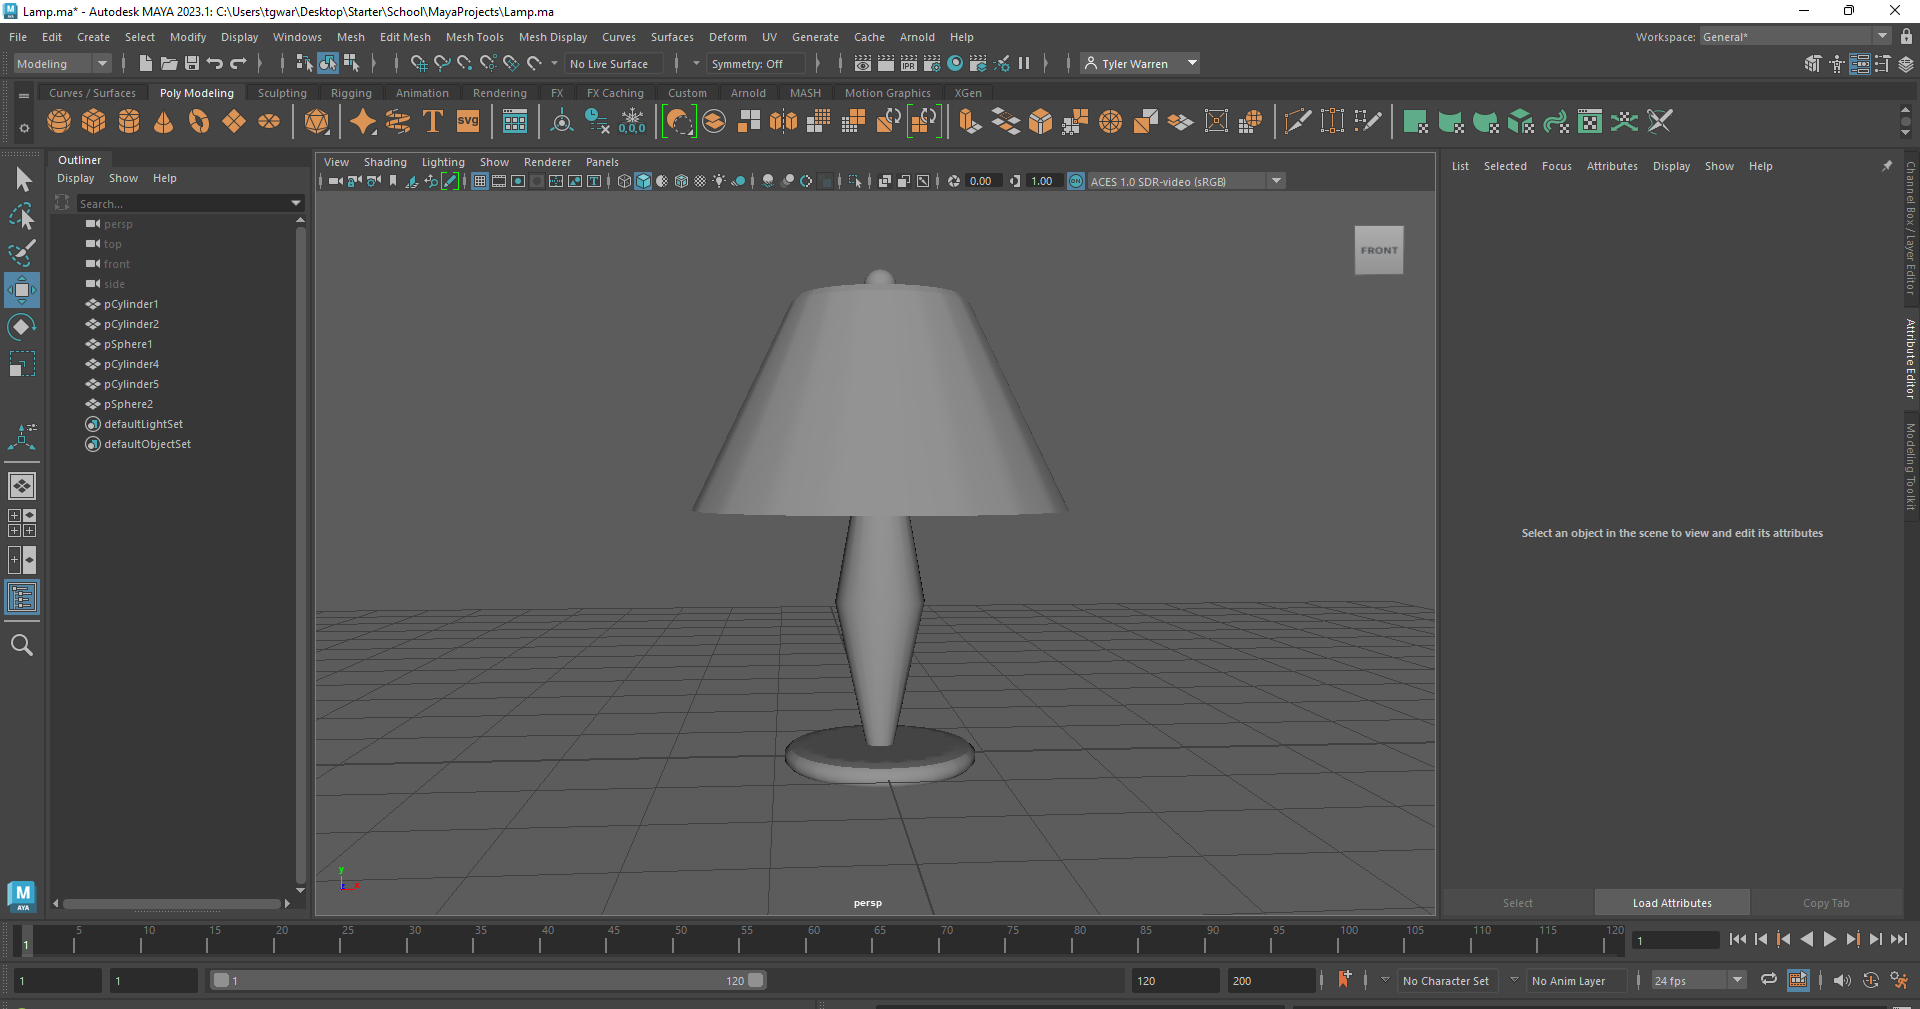 Lamp.ma* - Autodesk MAYA 2023.1: C:\Users\tgwar\Desktop\Starter\School\MayaProjects\Lamp.ma
File Edit Create Select Modify Display Windows Mesh Edit Mesh Mesh Tools Mesh Display Curves Surfaces Deform UV Generate Cache Arnold Help
Workspace: General*
Modeling No Live Surface Symmetry: Off IPR Tyler Warren
Curves / Surfaces Poly Modeling Sculpting Rigging Animation Rendering FX FX Caching Custom Arnold MASH Motion Graphics XGen
T SVG 0,0,0
Outliner
Display Show Help
Search...
persp
top
front
side
pCylinder1
pCylinder2
pSphere1
pCylinder4
pCylinder5
pSphere2
defaultLightSet
defaultObjectSet
M
AYA
View Shading Lighting Show Renderer Panels
0.00 1.00 ON ACES 1.0 SDR-video (sRGB)
FRONT
y
x
persp
List Selected Focus Attributes Display Show Help
Select an object in the scene to view and edit its attributes
Select Load Attributes Copy Tab
Channel Box / Layer Editor
Attribute Editor
Modeling Toolkit
1 5 10 15 20 25 30 35 40 45 50 55 60 65 70 75 80 85 90 95 100 105 110 115 120
1
1 1 1 120 120 200 No Character Set No Anim Layer 24 fps